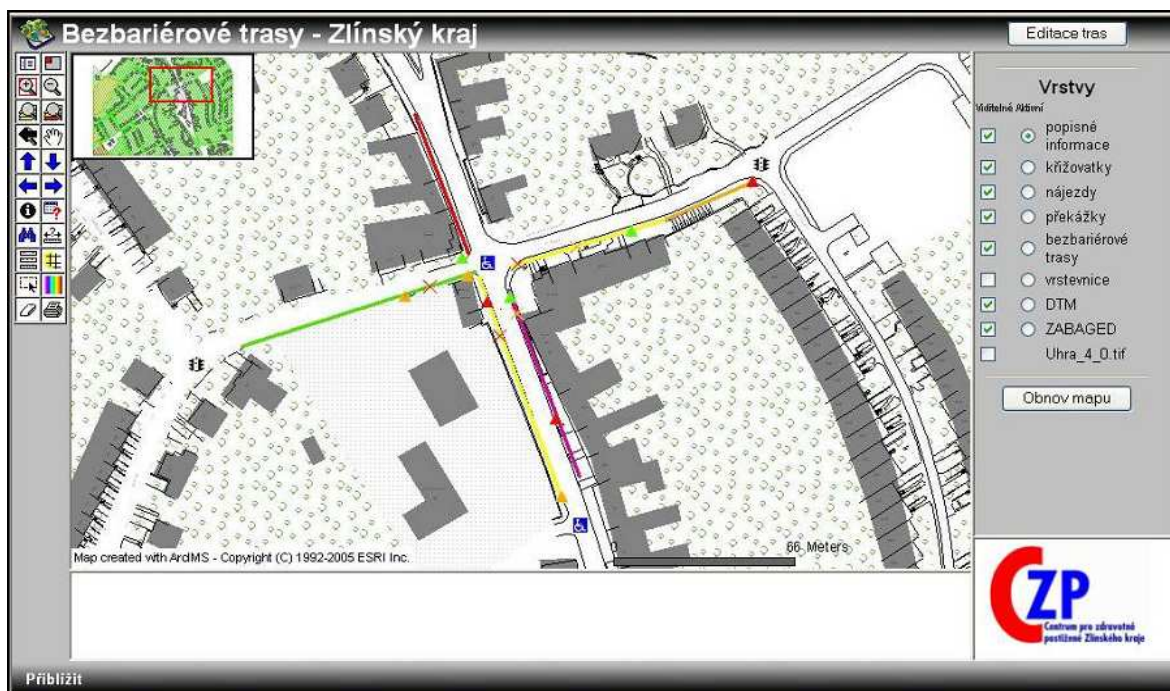 Bezbariérové trasy - Zlínský kraj
Editace tras
Vrstvy
Viditelné Aktivní
popisné
informace
křižovatky
nájezdy
překážky
bezbariérové
trasy
vrstevnice
DTM
ZABAGED
Uhra_4_0.tif
Obnov mapu
0 66 Meters
Map created with ArcIMS - Copyright (C) 1992-2005 ESRI Inc.
CZP
Centrum pro zdravotně
postižené Zlínského kraje
Přiblížit